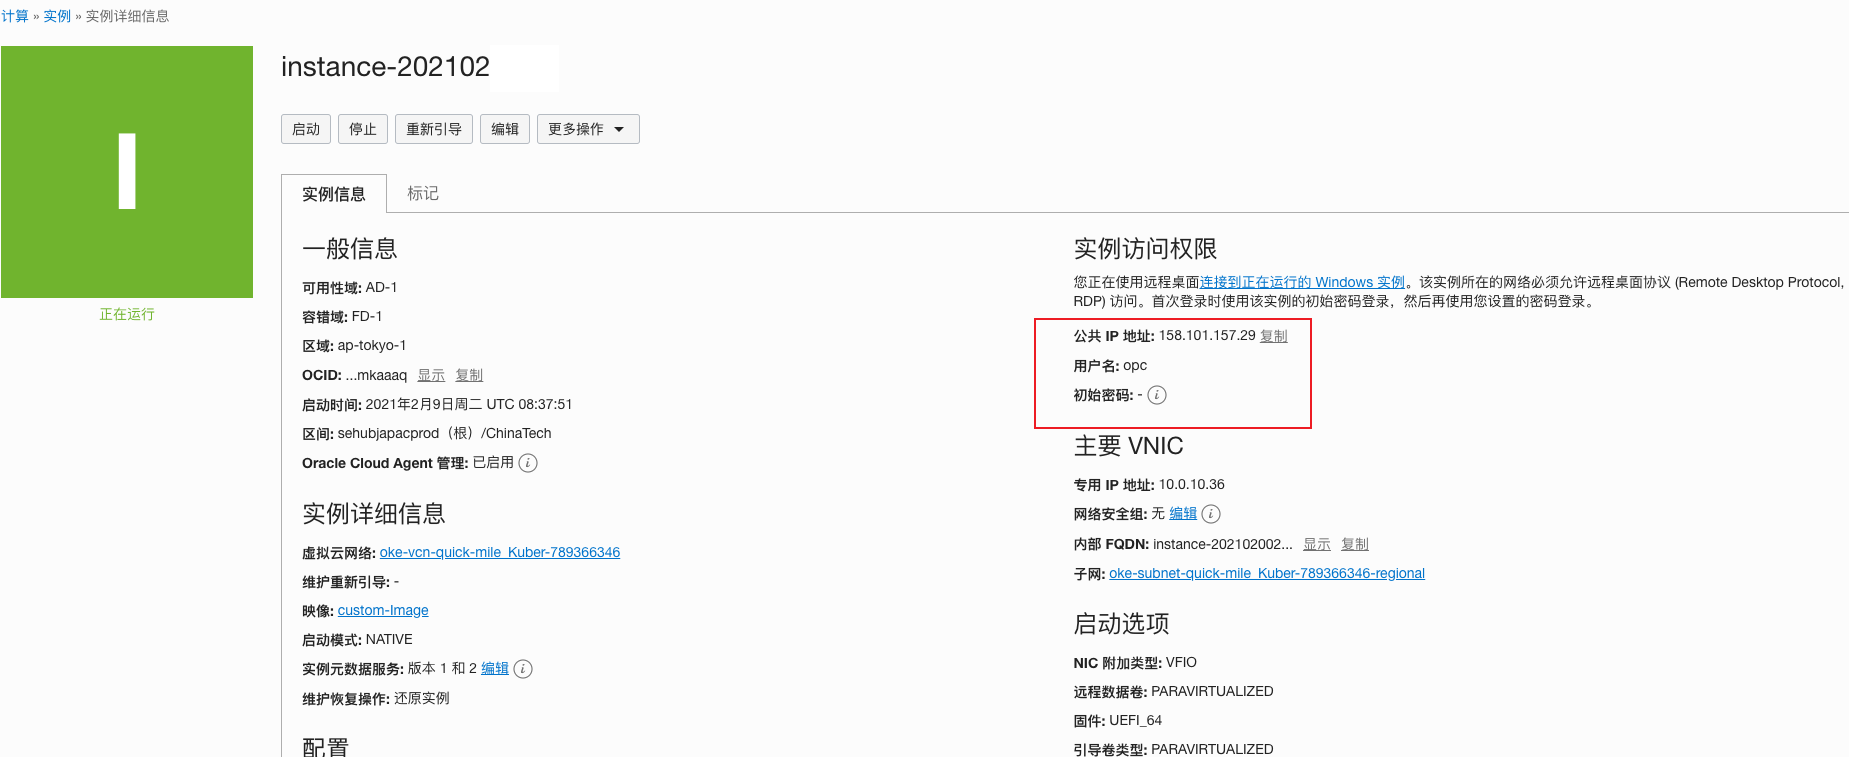 计算 » 实例 » 实例详细信息
I
正在运行
instance-202102
启动 停止 重新引导 编辑 更多操作
实例信息 标记
一般信息
可用性域: AD-1
容错域: FD-1
区域: ap-tokyo-1
OCID: ...mkaaaq 显示 复制
启动时间: 2021年2月9日周二 UTC 08:37:51
区间: sehubjapacprod（根）/ChinaTech
Oracle Cloud Agent 管理: 已启用 i
实例详细信息
虚拟云网络: oke-vcn-quick-mile_Kuber-789366346
维护重新引导: -
映像: custom-Image
启动模式: NATIVE
实例元数据服务: 版本 1 和 2 编辑 i
维护恢复操作: 还原实例
配置
实例访问权限
您正在使用远程桌面连接到正在运行的 Windows 实例。该实例所在的网络必须允许远程桌面协议 (Remote Desktop Protocol,
RDP) 访问。首次登录时使用该实例的初始密码登录，然后再使用您设置的密码登录。
公共 IP 地址: 158.101.157.29 复制
用户名: opc
初始密码: - i
主要 VNIC
专用 IP 地址: 10.0.10.36
网络安全组: 无 编辑 i
内部 FQDN: instance-202102002... 显示 复制
子网: oke-subnet-quick-mile_Kuber-789366346-regional
启动选项
NIC 附加类型: VFIO
远程数据卷: PARAVIRTUALIZED
固件: UEFI_64
引导卷类型: PARAVIRTUALIZED